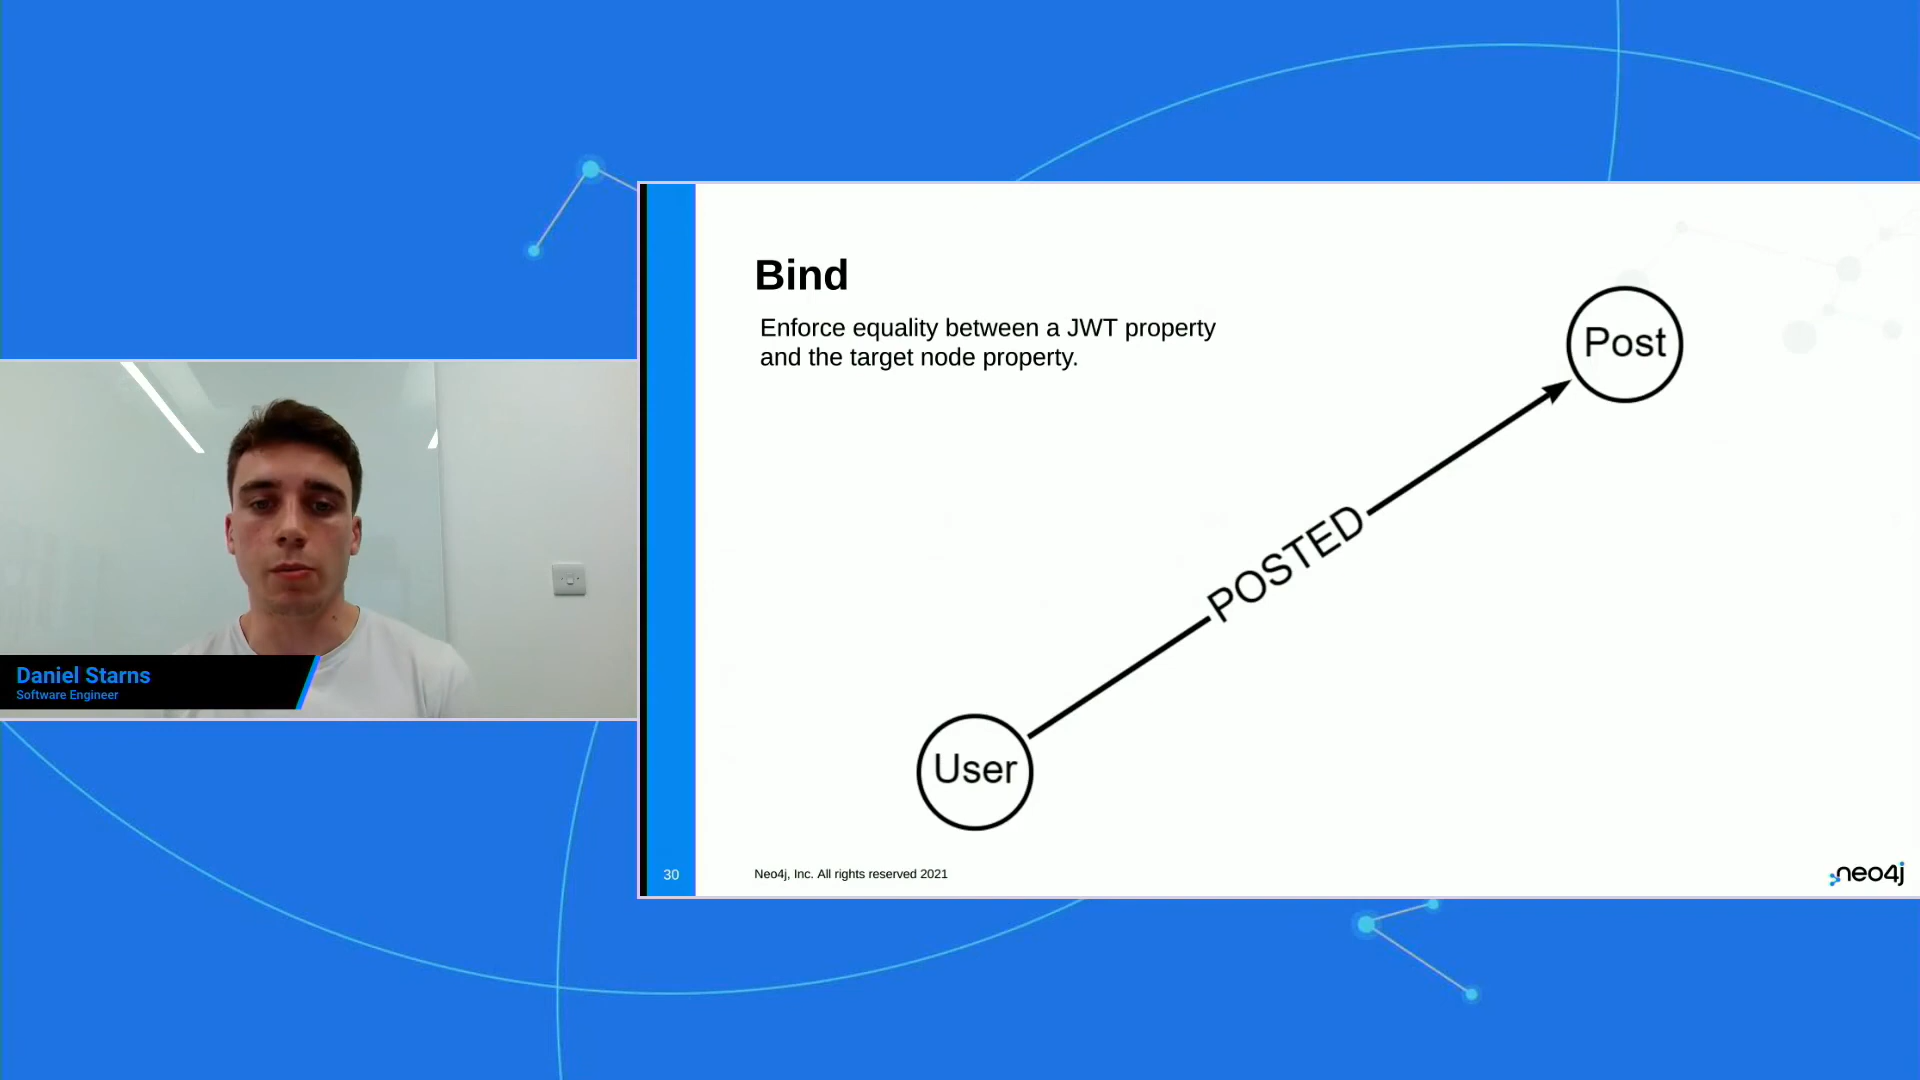 Bind
Enforce equality between a JWT property
and the target node property.
Post
POSTED
User
Daniel Starns
Software Engineer
30
Neo4j, Inc. All rights reserved 2021
neo4j